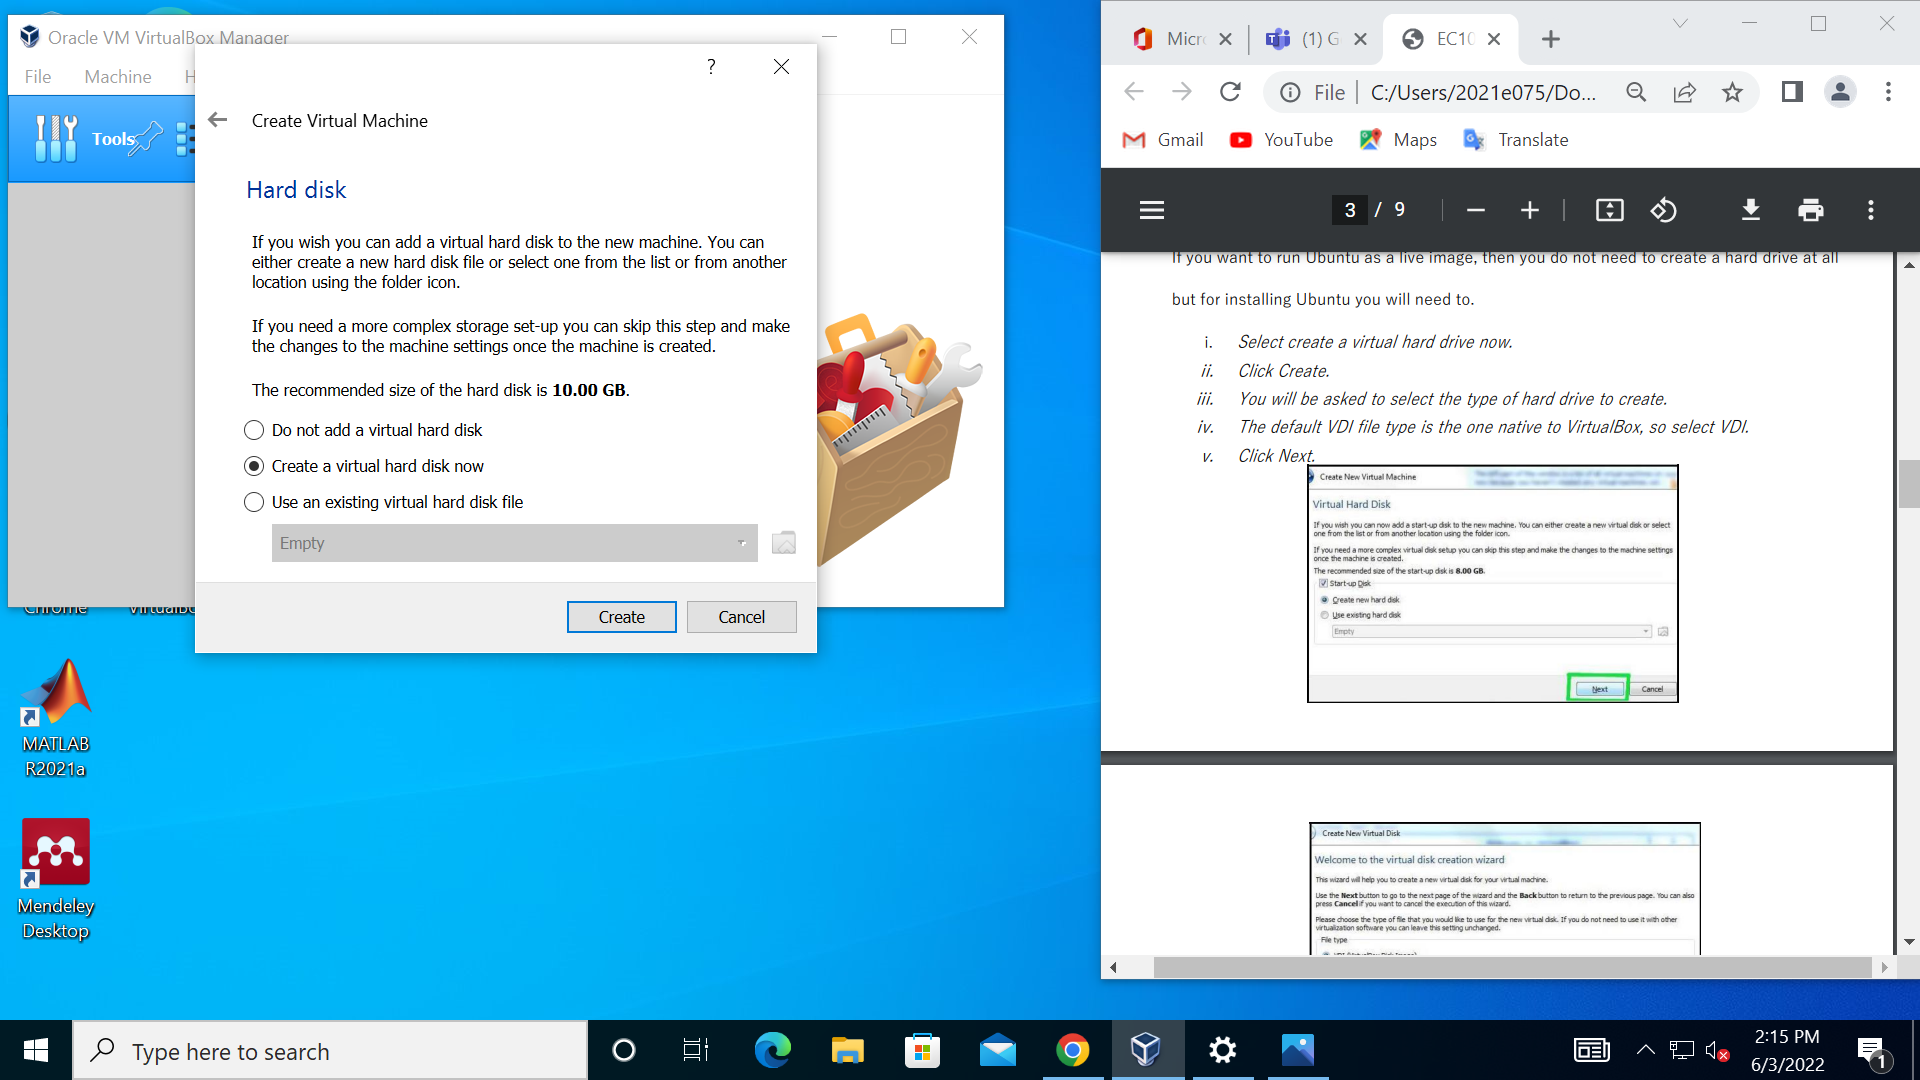 Oracle VM VirtualBox Manager
File Machine H
Tools
?
Create Virtual Machine
Hard disk
If you wish you can add a virtual hard disk to the new machine. You can
either create a new hard disk file or select one from the list or from another
location using the folder icon.
If you need a more complex storage set-up you can skip this step and make
the changes to the machine settings once the machine is created.
The recommended size of the hard disk is 10.00 GB.
Do not add a virtual hard disk
Create a virtual hard disk now
Use an existing virtual hard disk file
Empty
Create Cancel
Chrome
MATLAB
R2021a
Mendeley
Desktop
Micr (1) G EC10
File C:/Users/2021e075/Do...
Gmail YouTube Maps Translate
3 / 9
If you want to run Ubuntu as a live image, then you do not need to create a hard drive at all
but for installing Ubuntu you will need to.
i. Select create a virtual hard drive now.
ii. Click Create.
iii. You will be asked to select the type of hard drive to create.
iv. The default VDI file type is the one native to VirtualBox, so select VDI.
v. Click Next.
Create New Virtual Machine
Virtual Hard Disk
If you wish you can now add a start-up disk to the new machine. You can either create a new virtual disk or select
one from the list or from another location using the folder icon.
If you need a more complex virtual disk setup you can skip this step and make the changes to the machine settings
once the machine is created.
The recommended size of the start-up disk is 8.00 GB.
Start-up Disk
Create new hard disk
Use existing hard disk
Empty
Next Cancel
Create New Virtual Disk
Welcome to the virtual disk creation wizard
This wizard will help you to create a new virtual disk for your virtual machine.
Use the Next button to go to the next page of the wizard and the Back button to return to the previous page. You can also
press Cancel if you want to cancel the execution of this wizard.
Please choose the type of file that you would like to use for the new virtual disk. If you do not need to use it with other
virtualization software you can leave this setting unchanged.
File type
VDI (VirtualBox Disk Image)
Type here to search
2:15 PM
6/3/2022
1